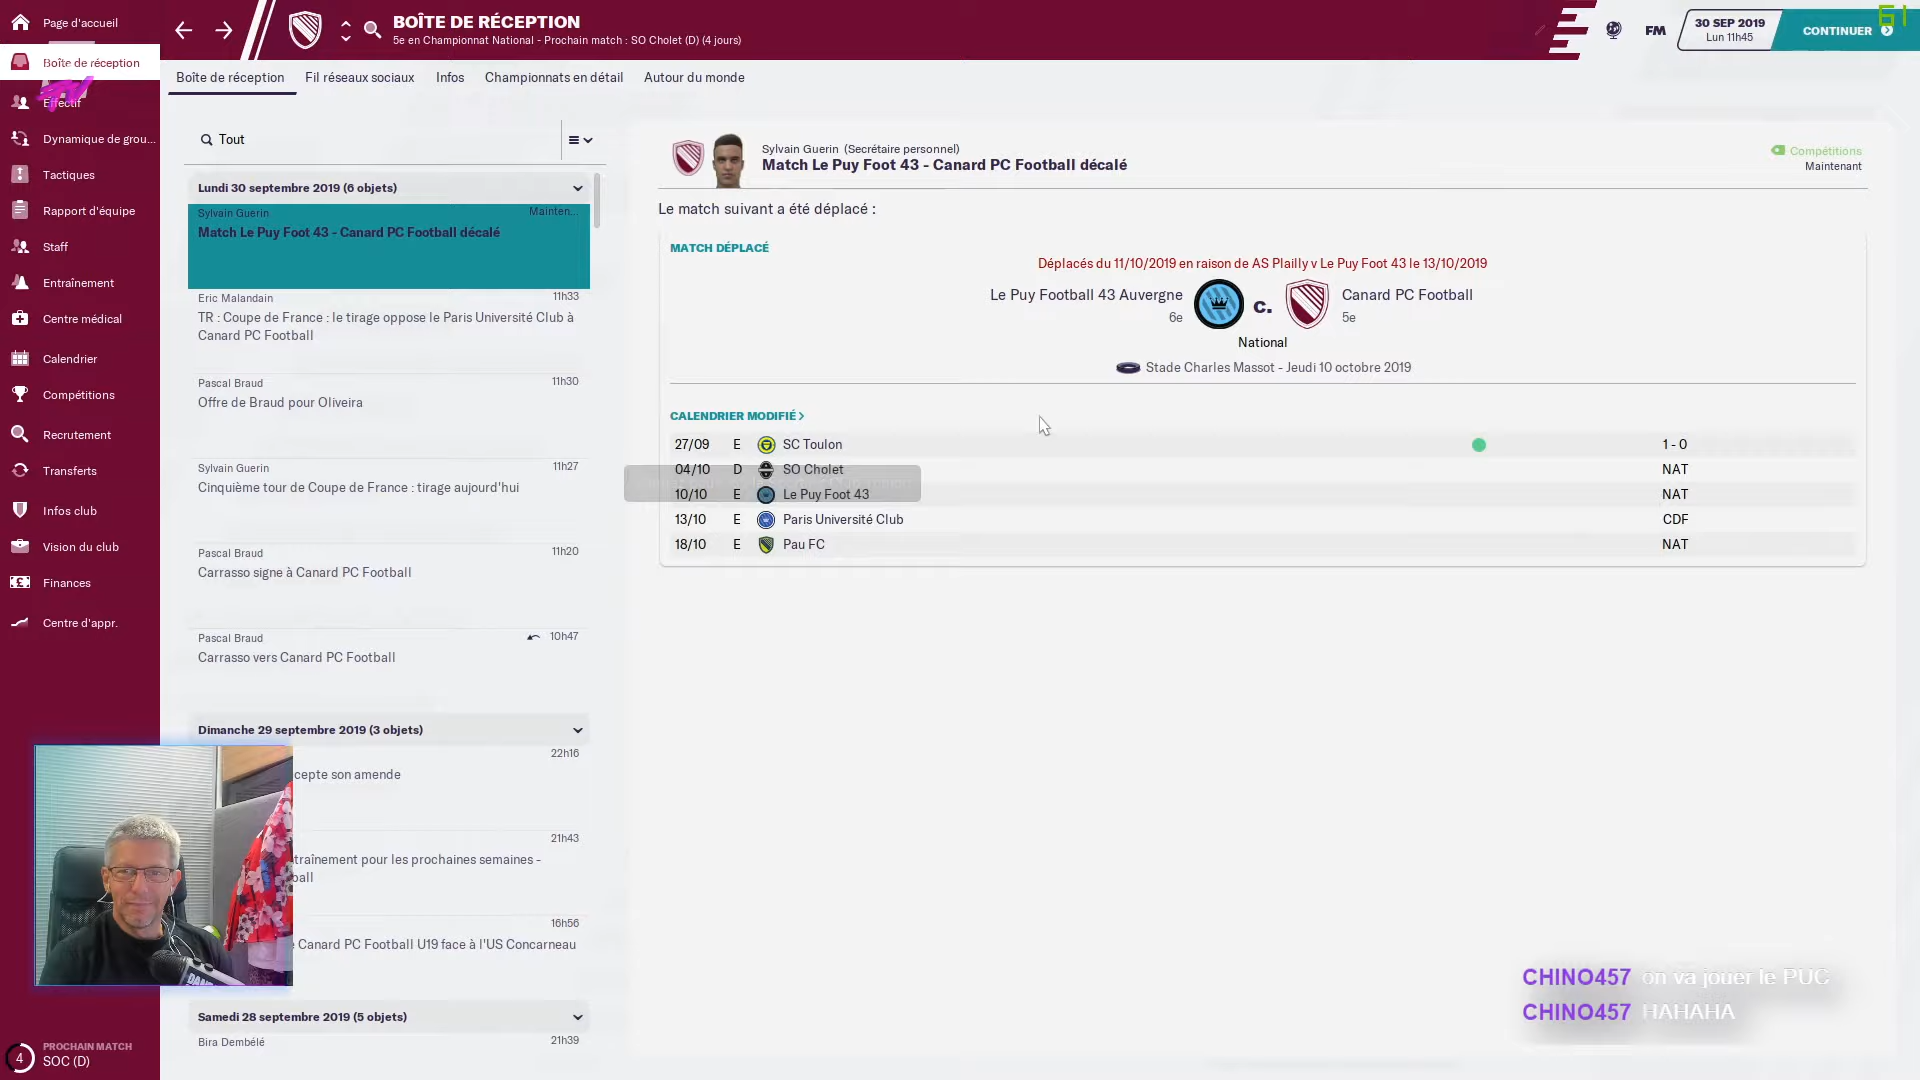 Page d'accueil
Boîte de réception
Effectif
Dynamique de grou...
Tactiques
Rapport d'équipe
Staff
Entraînement
Centre médical
Calendrier
Compétitions
Recrutement
Transferts
Infos club
Vision du club
Finances
Centre d'appr.
4
PROCHAIN MATCH
SOC (D)
BOÎTE DE RÉCEPTION
5e en Championnat National - Prochain match : SO Cholet (D) (4 jours)
FM
30 SEP 2019
Lun 11h45
CONTINUER
61
Boîte de réception Fil réseaux sociaux Infos Championnats en détail Autour du monde
Tout
Lundi 30 septembre 2019 (6 objets)
Sylvain Guerin Mainten...
Match Le Puy Foot 43 - Canard PC Football décalé
Eric Malandain 11h33
TR : Coupe de France : le tirage oppose le Paris Université Club à
Canard PC Football
Pascal Braud 11h30
Offre de Braud pour Oliveira
Sylvain Guerin 11h27
Cinquième tour de Coupe de France : tirage aujourd'hui
Pascal Braud 11h20
Carrasso signe à Canard PC Football
Pascal Braud 10h47
Carrasso vers Canard PC Football
Dimanche 29 septembre 2019 (3 objets)
22h16
cepte son amende
21h43
traînement pour les prochaines semaines -
ball
16h56
e Canard PC Football U19 face à l'US Concarneau
Samedi 28 septembre 2019 (5 objets)
Bira Dembélé 21h39
Sylvain Guerin (Secrétaire personnel)
Match Le Puy Foot 43 - Canard PC Football décalé
Compétitions
Maintenant
Le match suivant a été déplacé :
MATCH DÉPLACÉ
Déplacés du 11/10/2019 en raison de AS Plailly v Le Puy Foot 43 le 13/10/2019
Le Puy Football 43 Auvergne c. Canard PC Football
6e 5e
National
Stade Charles Massot - Jeudi 10 octobre 2019
CALENDRIER MODIFIÉ
27/09 E SC Toulon 1 - 0
04/10 D SO Cholet NAT
10/10 E Le Puy Foot 43 NAT
13/10 E Paris Université Club CDF
18/10 E Pau FC NAT
CHINO457 on va jouer le PUC
CHINO457 HAHAHA